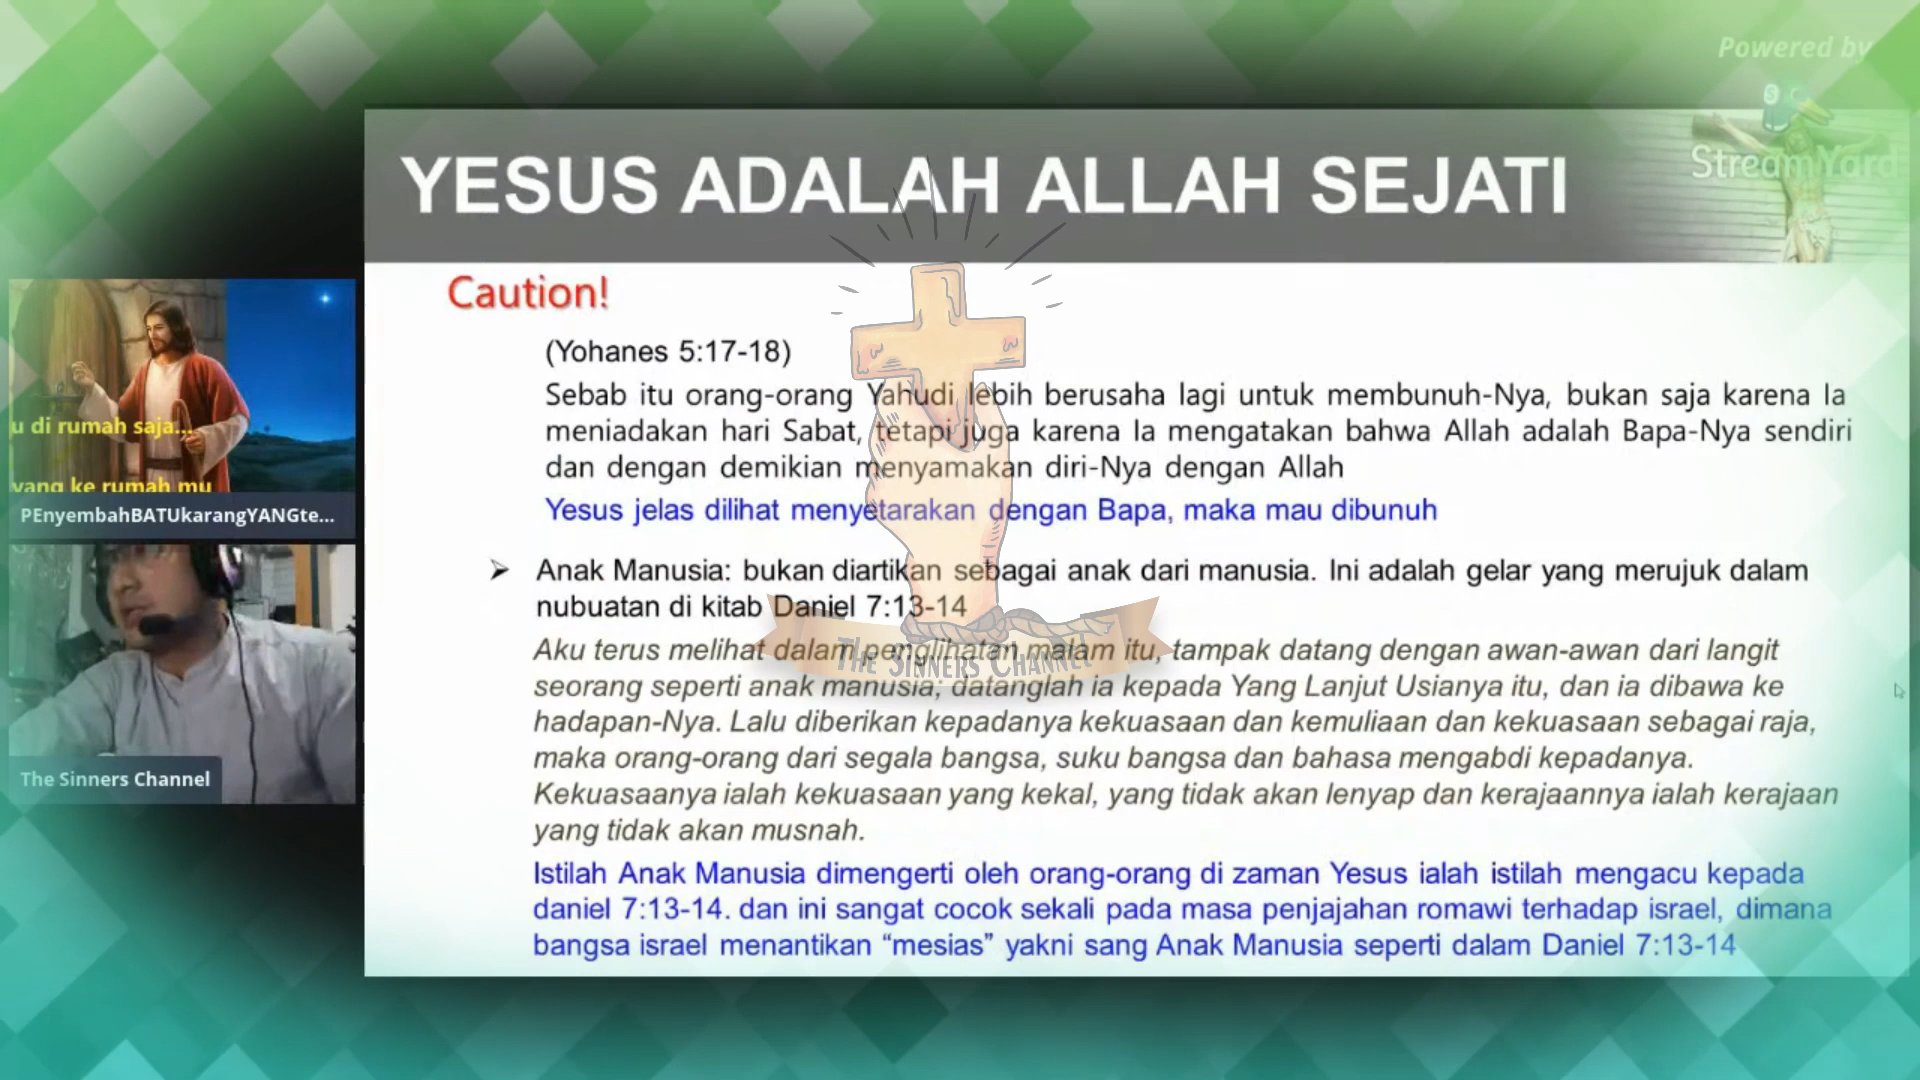 Powered by
StreamYard
YESUS ADALAH ALLAH SEJATI
Caution!
(Yohanes 5:17-18)
Sebab itu orang-orang Yahudi lebih berusaha lagi untuk membunuh-Nya, bukan saja karena Ia
meniadakan hari Sabat, tetapi juga karena Ia mengatakan bahwa Allah adalah Bapa-Nya sendiri
dan dengan demikian menyamakan diri-Nya dengan Allah
Yesus jelas dilihat menyetarakan dengan Bapa, maka mau dibunuh
➢ Anak Manusia: bukan diartikan sebagai anak dari manusia. Ini adalah gelar yang merujuk dalam
nubuatan di kitab Daniel 7:13-14
Aku terus melihat dalam penglihatan malam itu, tampak datang dengan awan-awan dari langit
seorang seperti anak manusia; datanglah ia kepada Yang Lanjut Usianya itu, dan ia dibawa ke
hadapan-Nya. Lalu diberikan kepadanya kekuasaan dan kemuliaan dan kekuasaan sebagai raja,
maka orang-orang dari segala bangsa, suku bangsa dan bahasa mengabdi kepadanya.
Kekuasaanya ialah kekuasaan yang kekal, yang tidak akan lenyap dan kerajaannya ialah kerajaan
yang tidak akan musnah.
Istilah Anak Manusia dimengerti oleh orang-orang di zaman Yesus ialah istilah mengacu kepada
daniel 7:13-14. dan ini sangat cocok sekali pada masa penjajahan romawi terhadap israel, dimana
bangsa israel menantikan “mesias” yakni sang Anak Manusia seperti dalam Daniel 7:13-14
The Sinners Channel
u di rumah saja...
yang ke rumah mu
PEnyembahBATUkarangYANGte...
The Sinners Channel